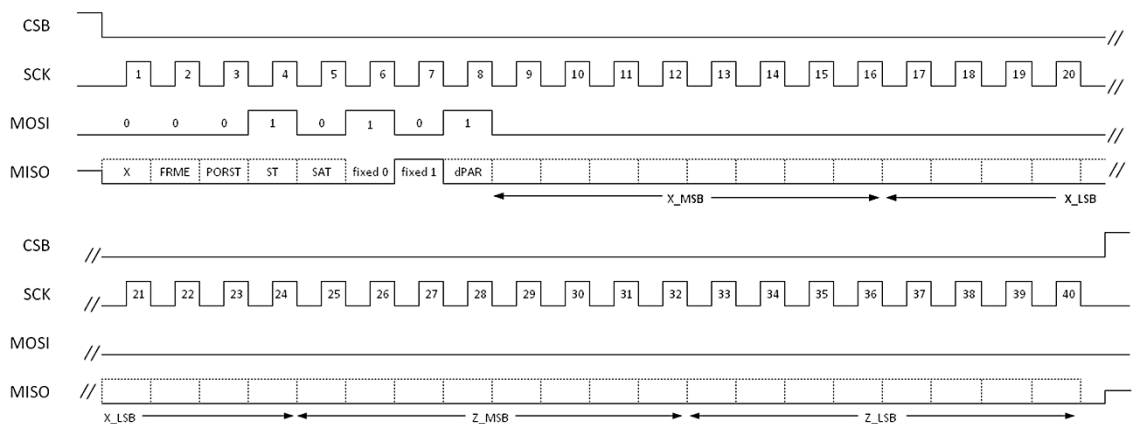 CSB
//
SCK 1 2 3 4 5 6 7 8 9 10 11 12 13 14 15 16 17 18 19 20 //
MOSI 0 0 0 1 0 1 0 1 //
MISO X FRME PORST ST SAT fixed 0 fixed 1 dPAR //
X_MSB X_LSB
CSB //
SCK // 21 22 23 24 25 26 27 28 29 30 31 32 33 34 35 36 37 38 39 40
MOSI //
MISO //
X_LSB Z_MSB Z_LSB